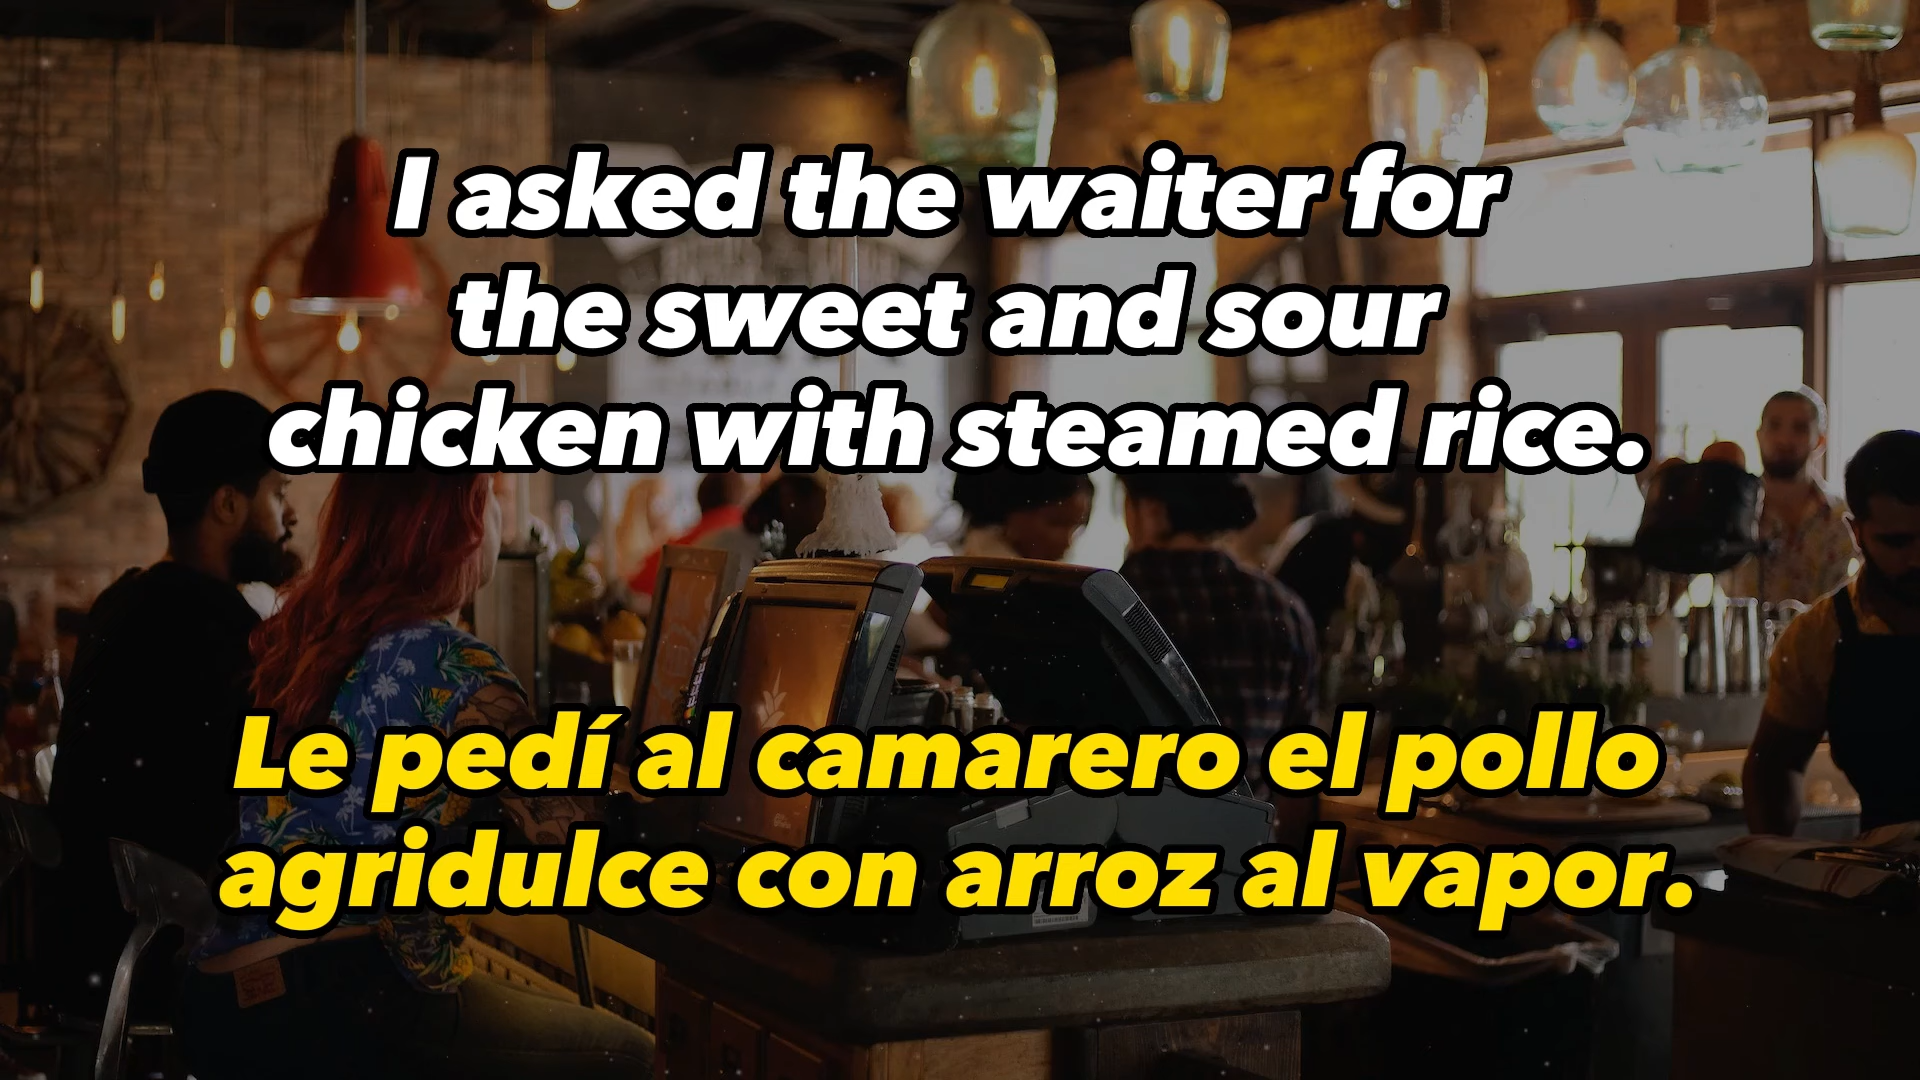 I asked the waiter for
the sweet and sour
chicken with steamed rice.
Le pedí al camarero el pollo
agridulce con arroz al vapor.